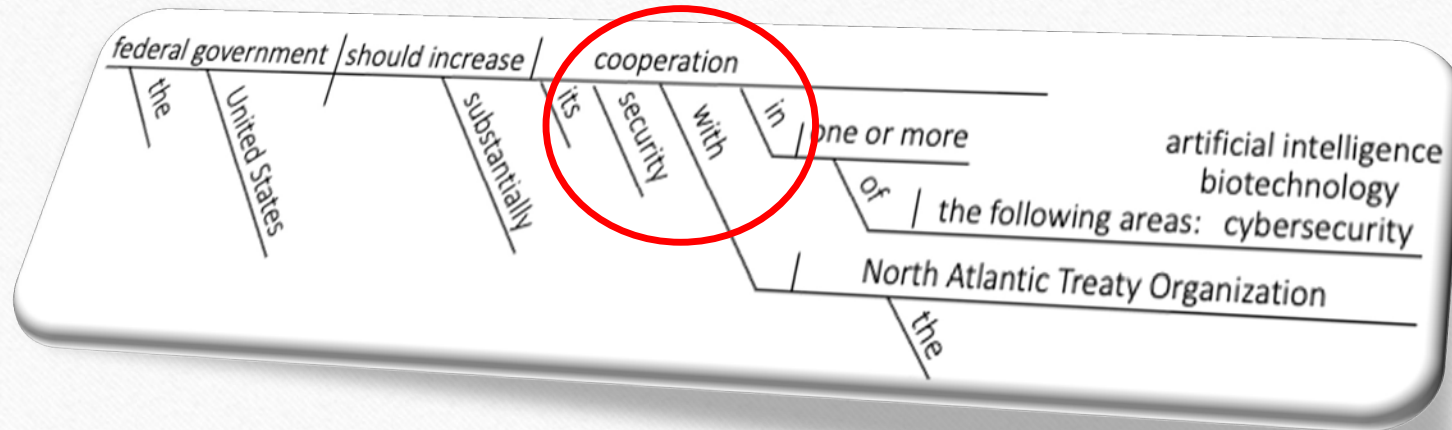 federal government should increase cooperation
the
United States
substantially
its
security
with
in
one or more
of
the following areas:
artificial intelligence
biotechnology
cybersecurity
North Atlantic Treaty Organization
the